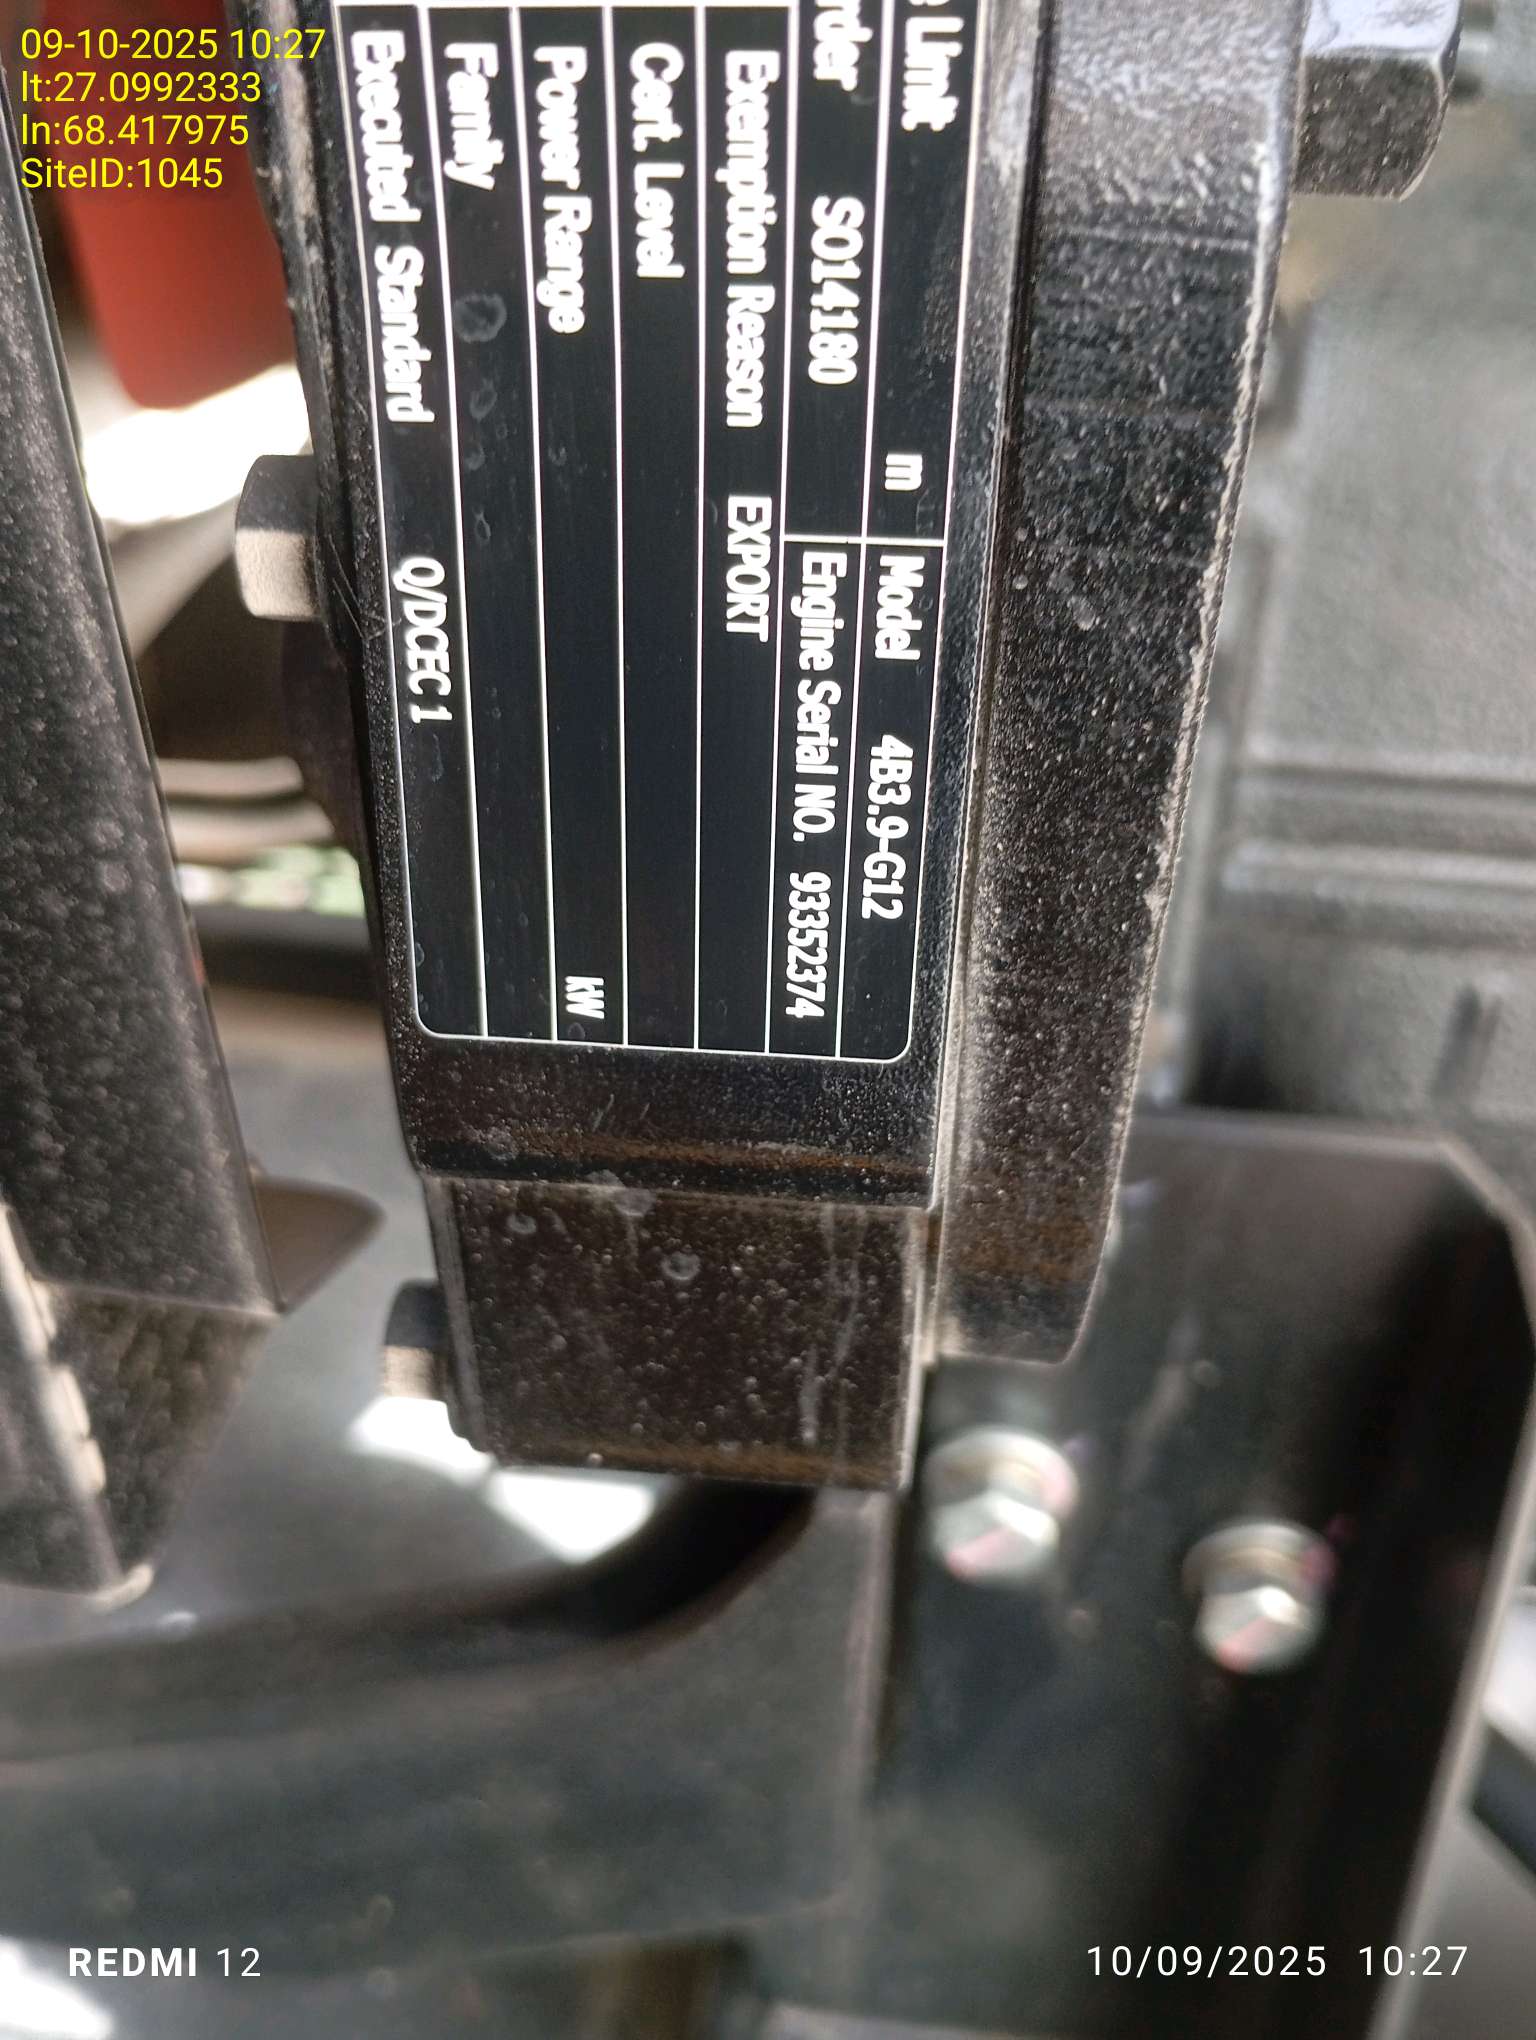 09-10-2025 10:27
lt:27.0992333
ln:68.417975
SiteID:1045
Limit m Model 4B3.9-G12
rder SO14180 Engine Serial NO. 93352374
Exemption Reason EXPORT
Cert. Level
Power Range kW
Family
Executed Standard Q/DCEC 1
REDMI 12
10/09/2025 10:27